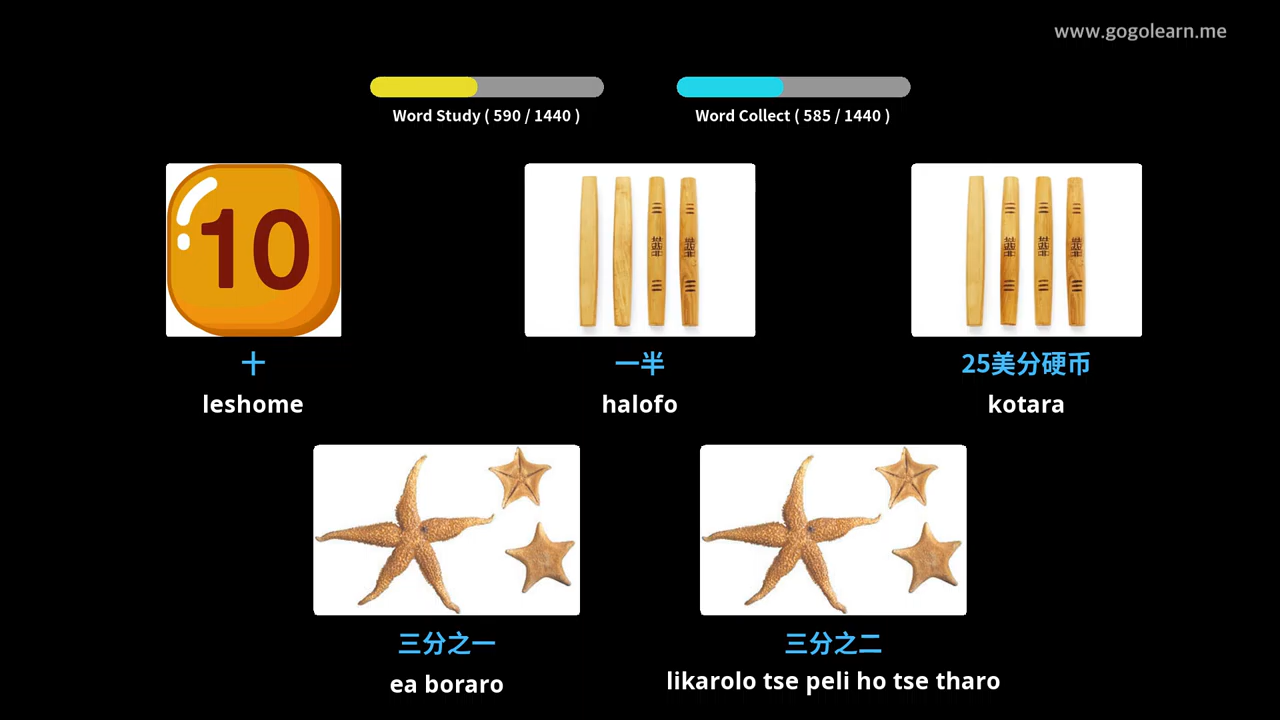 www.gogolearn.me
Word Study ( 590 / 1440 )
Word Collect ( 585 / 1440 )
10
十
leshome
一半
halofo
25美分硬币
kotara
三分之一
ea boraro
三分之二
likarolo tse peli ho tse tharo